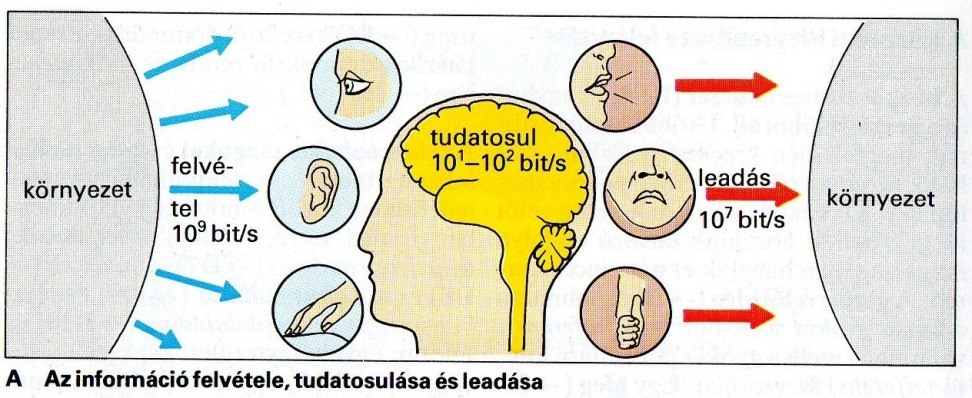 környezet
felvé-
tel
10⁹ bit/s
tudatosul
10¹–10² bit/s
leadás
10⁷ bit/s
környezet
A Az információ felvétele, tudatosulása és leadása